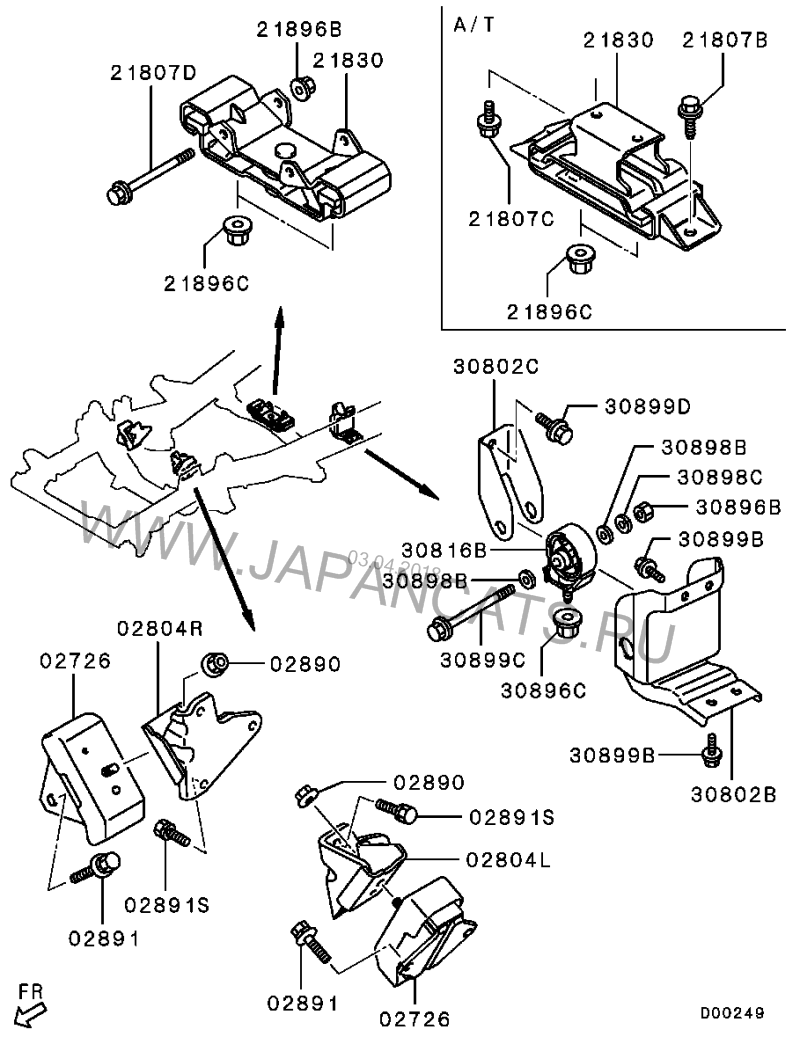 A/T
21896B
21830
21807D
21896C
21830
21807B
21807C
21896C
30802C
30899D
30898B
30898C
30896B
30899B
30816B
30898B
30899C
30896C
30899B
30802B
WWW.JAPANCATS.RU
03.04.2018
02804R
02726
02890
02891S
02891
02890
02891S
02804L
02891
02726
FR
D00249